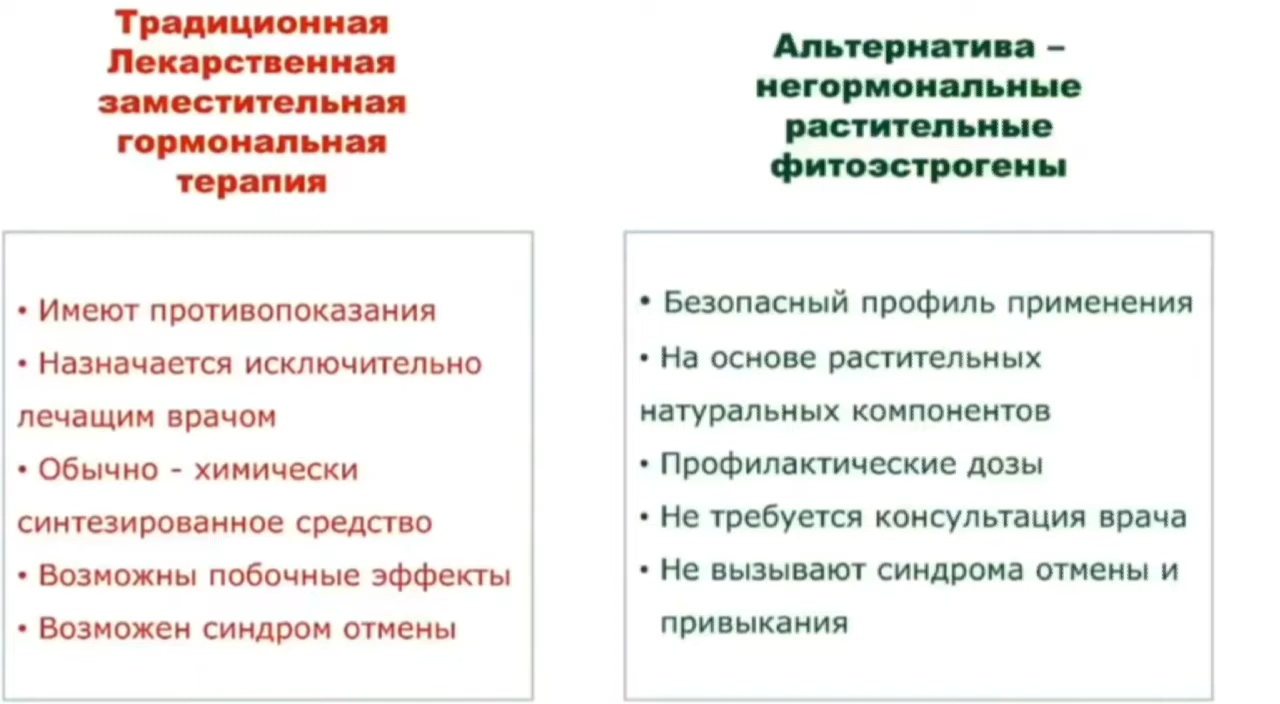 Традиционная
Лекарственная
заместительная
гормональная
терапия
• Имеют противопоказания
• Назначается исключительно
лечащим врачом
• Обычно - химически
синтезированное средство
• Возможны побочные эффекты
• Возможен синдром отмены
Альтернатива –
негормональные
растительные
фитоэстрогены
• Безопасный профиль применения
• На основе растительных
натуральных компонентов
• Профилактические дозы
• Не требуется консультация врача
• Не вызывают синдрома отмены и
привыкания